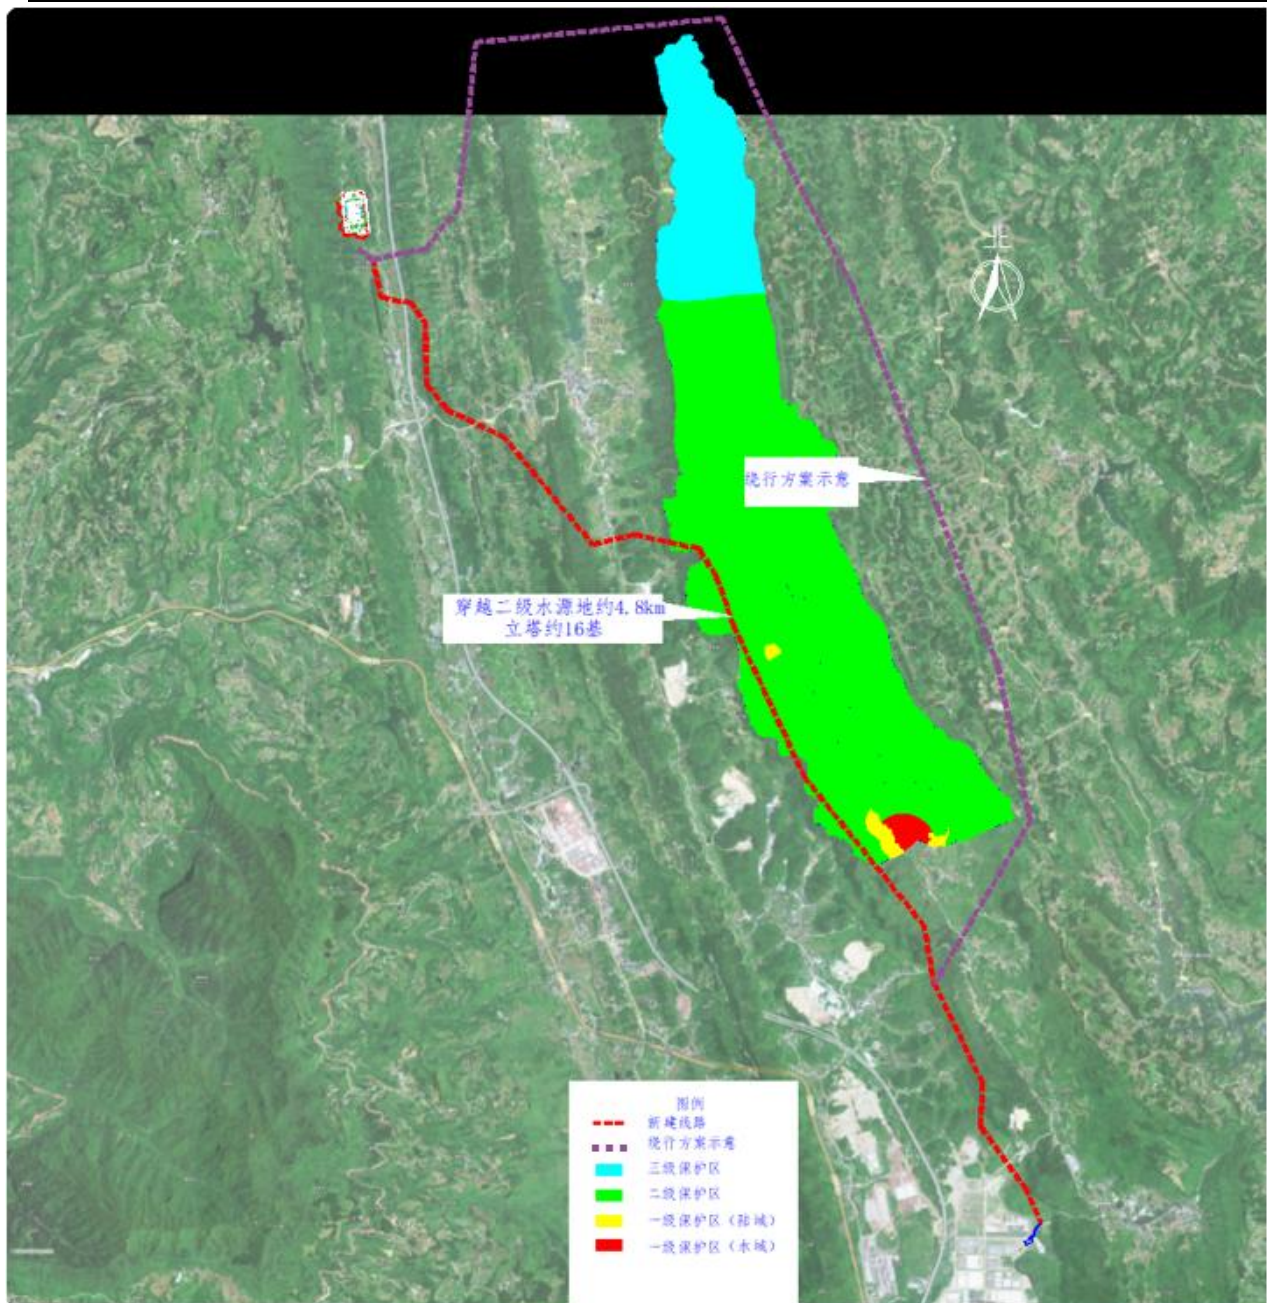 北
绕行方案示意
穿越二级水源地约4.8km
立塔约16基
图例
新建线路
绕行方案示意
三级保护区
二级保护区
一级保护区（陆域）
一级保护区（水域）